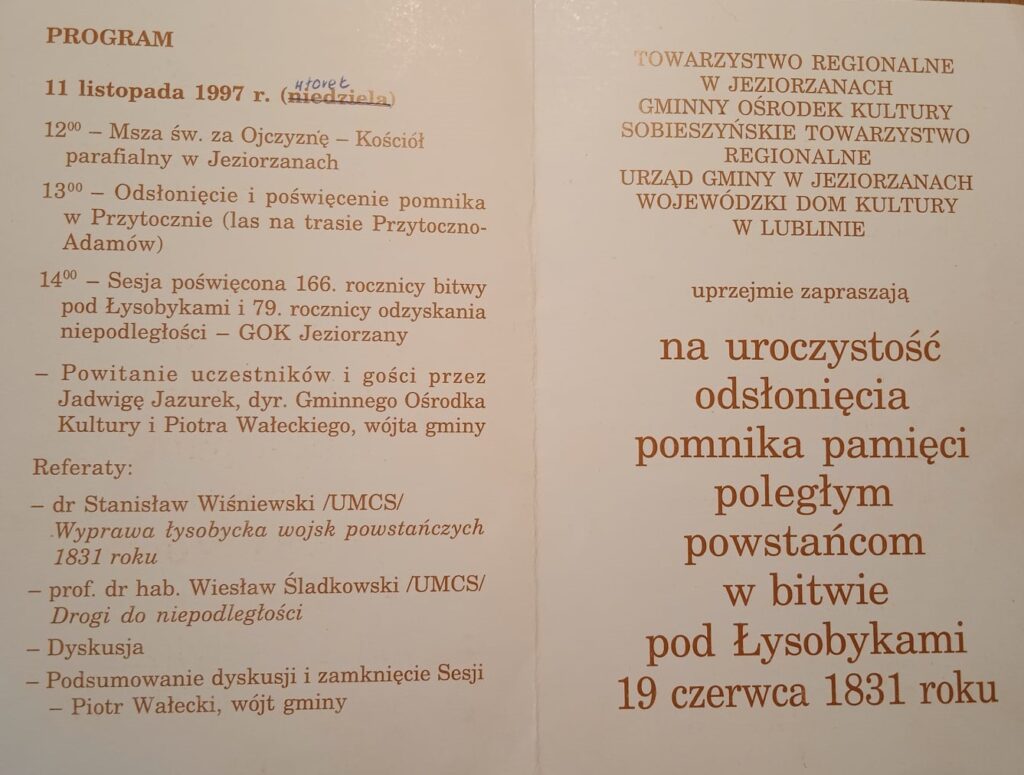 PROGRAM
11 listopada 1997 r. (niedziela)
wtorek
12⁰⁰ – Msza św. za Ojczyznę – Kościół
parafialny w Jeziorzanach
13⁰⁰ – Odsłonięcie i poświęcenie pomnika
w Przytocznie (las na trasie Przytoczno-
Adamów)
14⁰⁰ – Sesja poświęcona 166. rocznicy bitwy
pod Łysobykami i 79. rocznicy odzyskania
niepodległości – GOK Jeziorzany
– Powitanie uczestników i gości przez
Jadwigę Jazurek, dyr. Gminnego Ośrodka
Kultury i Piotra Wałeckiego, wójta gminy
Referaty:
– dr Stanisław Wiśniewski /UMCS/
Wyprawa łysobycka wojsk powstańczych
1831 roku
– prof. dr hab. Wiesław Śladkowski /UMCS/
Drogi do niepodległości
– Dyskusja
– Podsumowanie dyskusji i zamknięcie Sesji
– Piotr Wałecki, wójt gminy
TOWARZYSTWO REGIONALNE
W JEZIORZANACH
GMINNY OŚRODEK KULTURY
SOBIESZYŃSKIE TOWARZYSTWO
REGIONALNE
URZĄD GMINY W JEZIORZANACH
WOJEWÓDZKI DOM KULTURY
W LUBLINIE
uprzejmie zapraszają
na uroczystość
odsłonięcia
pomnika pamięci
poległym
powstańcom
w bitwie
pod Łysobykami
19 czerwca 1831 roku